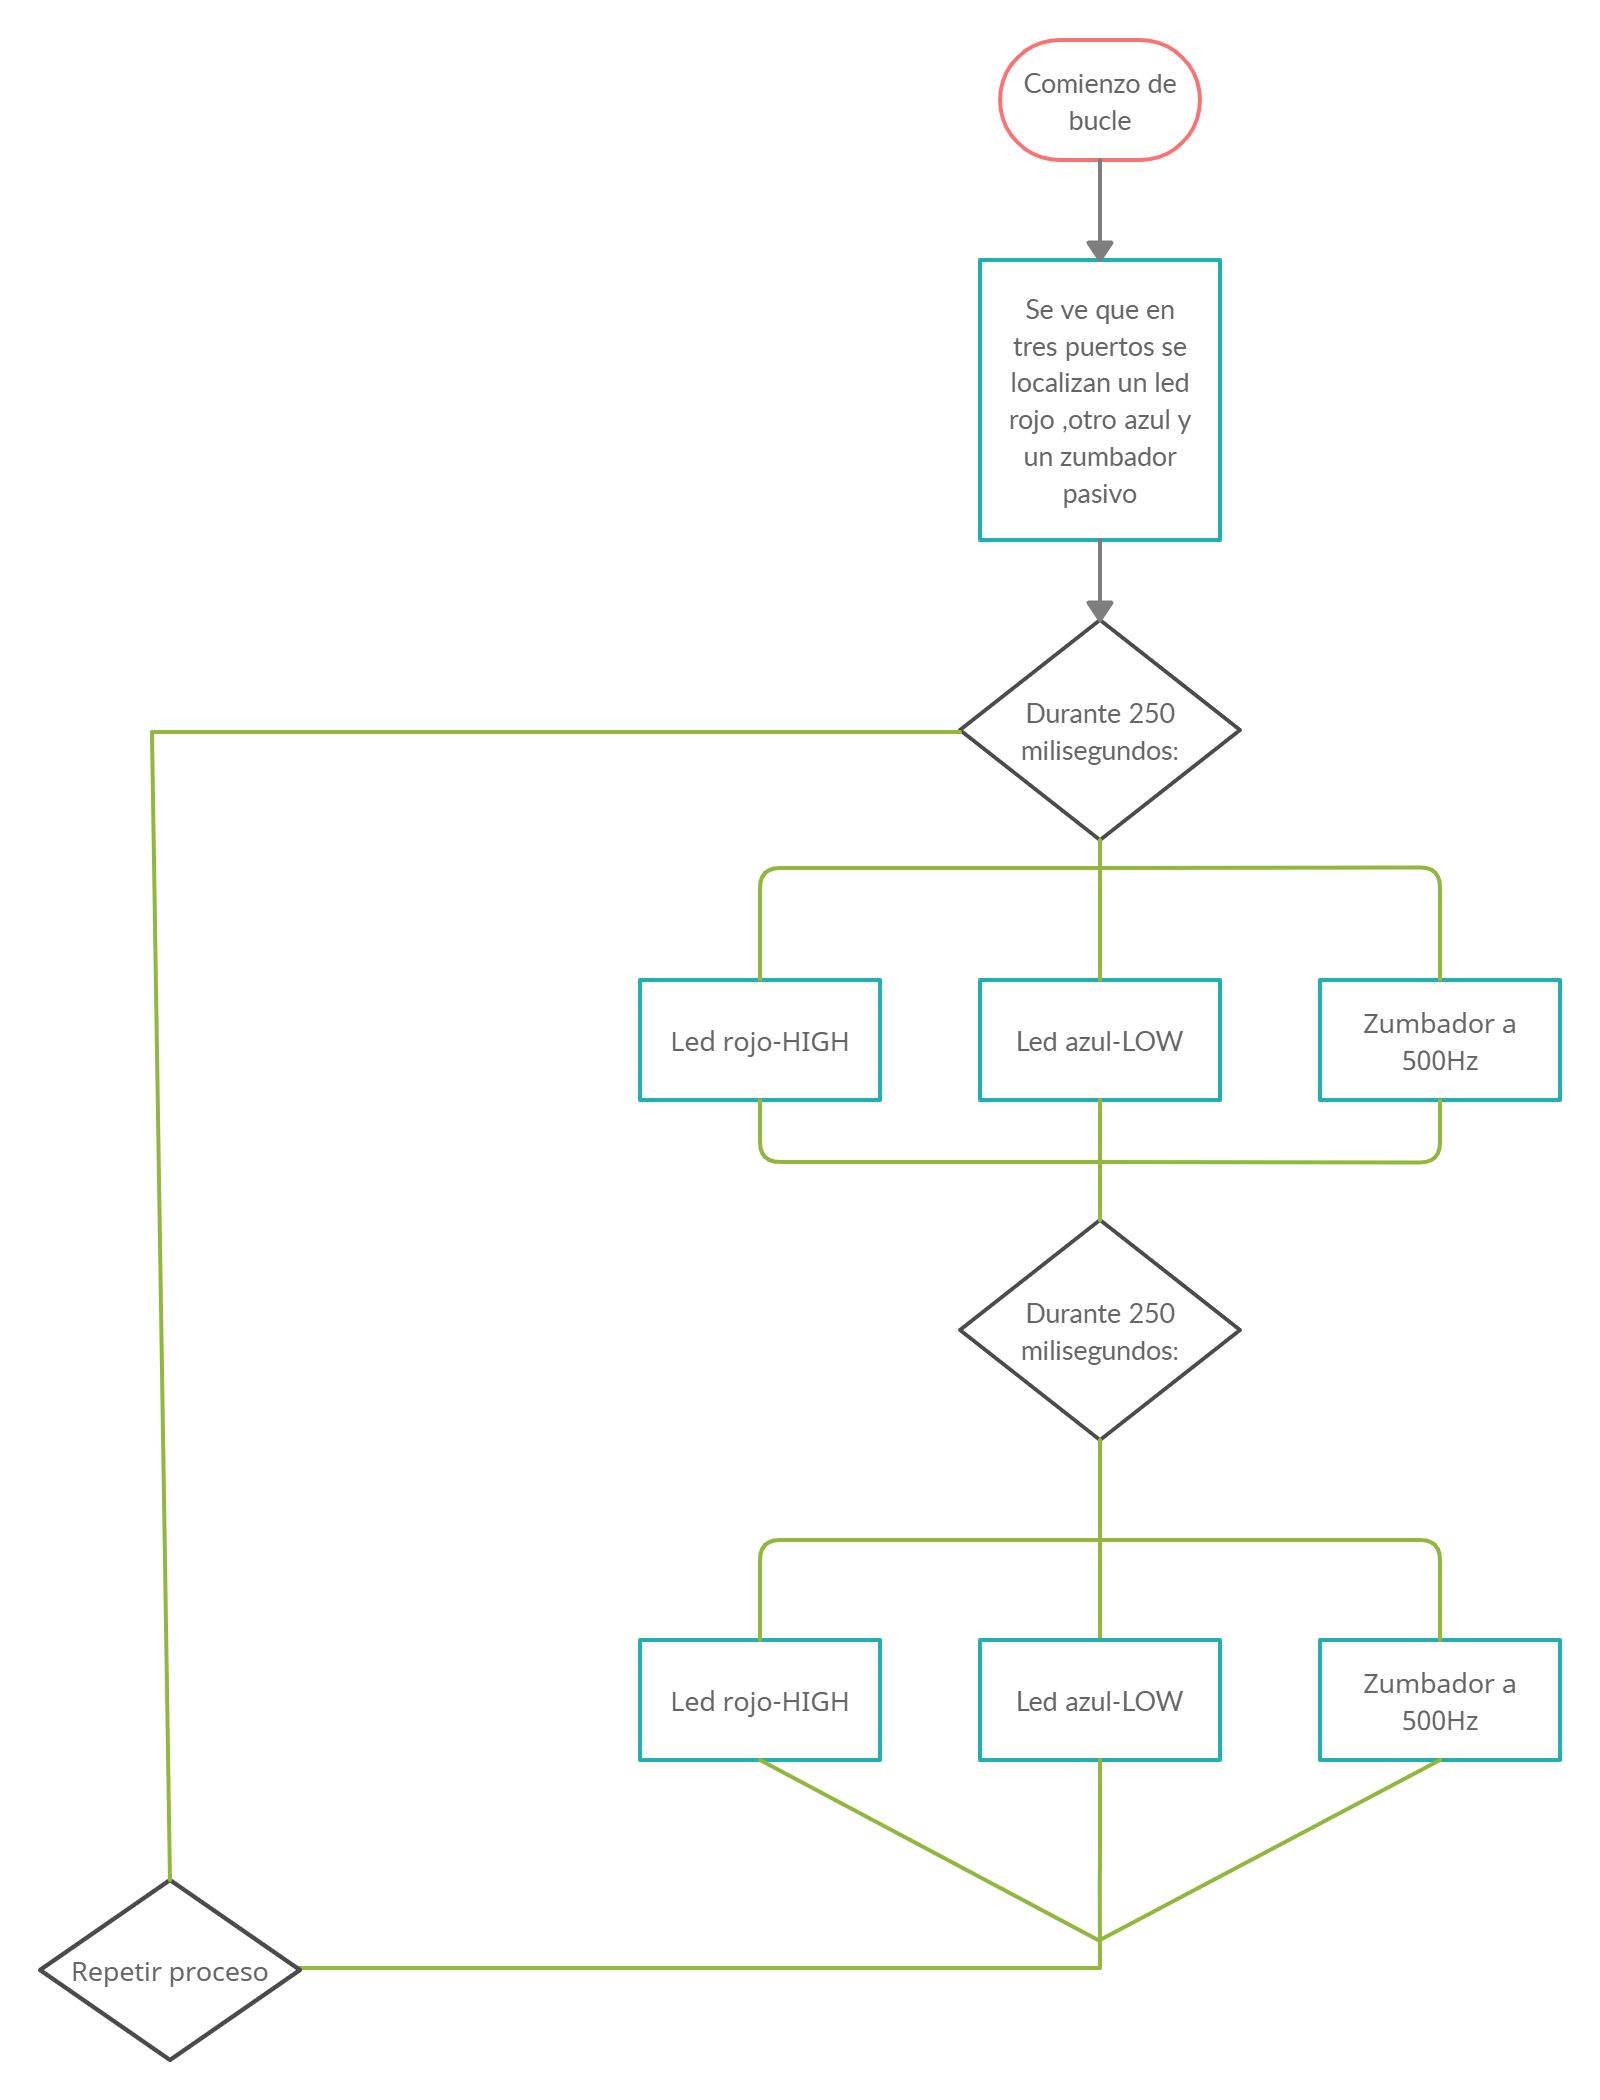 Comienzo de
bucle
Se ve que en
tres puertos se
localizan un led
rojo ,otro azul y
un zumbador
pasivo
Durante 250
milisegundos:
Led rojo-HIGH
Led azul-LOW
Zumbador a
500Hz
Durante 250
milisegundos:
Led rojo-HIGH
Led azul-LOW
Zumbador a
500Hz
Repetir proceso